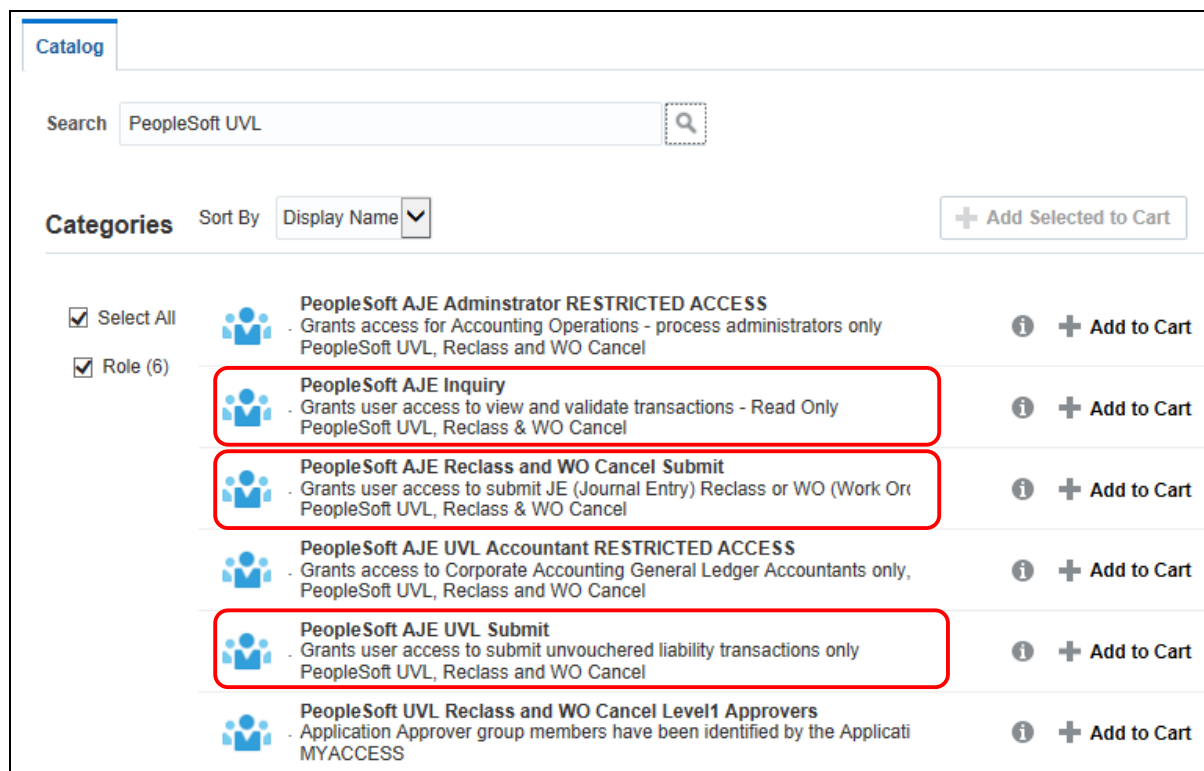 Catalog
Search PeopleSoft UVL
Categories Sort By Display Name Add Selected to Cart
Select All
Role (6)
PeopleSoft AJE Adminstrator RESTRICTED ACCESS
. Grants access for Accounting Operations - process administrators only
PeopleSoft UVL, Reclass and WO Cancel
Add to Cart
PeopleSoft AJE Inquiry
. Grants user access to view and validate transactions - Read Only
PeopleSoft UVL, Reclass & WO Cancel
Add to Cart
PeopleSoft AJE Reclass and WO Cancel Submit
. Grants user access to submit JE (Journal Entry) Reclass or WO (Work Orc
PeopleSoft UVL, Reclass & WO Cancel
Add to Cart
PeopleSoft AJE UVL Accountant RESTRICTED ACCESS
. Grants access to Corporate Accounting General Ledger Accountants only,
PeopleSoft UVL, Reclass and WO Cancel
Add to Cart
PeopleSoft AJE UVL Submit
. Grants user access to submit unvouchered liability transactions only
PeopleSoft UVL, Reclass and WO Cancel
Add to Cart
PeopleSoft UVL Reclass and WO Cancel Level1 Approvers
. Application Approver group members have been identified by the Applicati
MYACCESS
Add to Cart